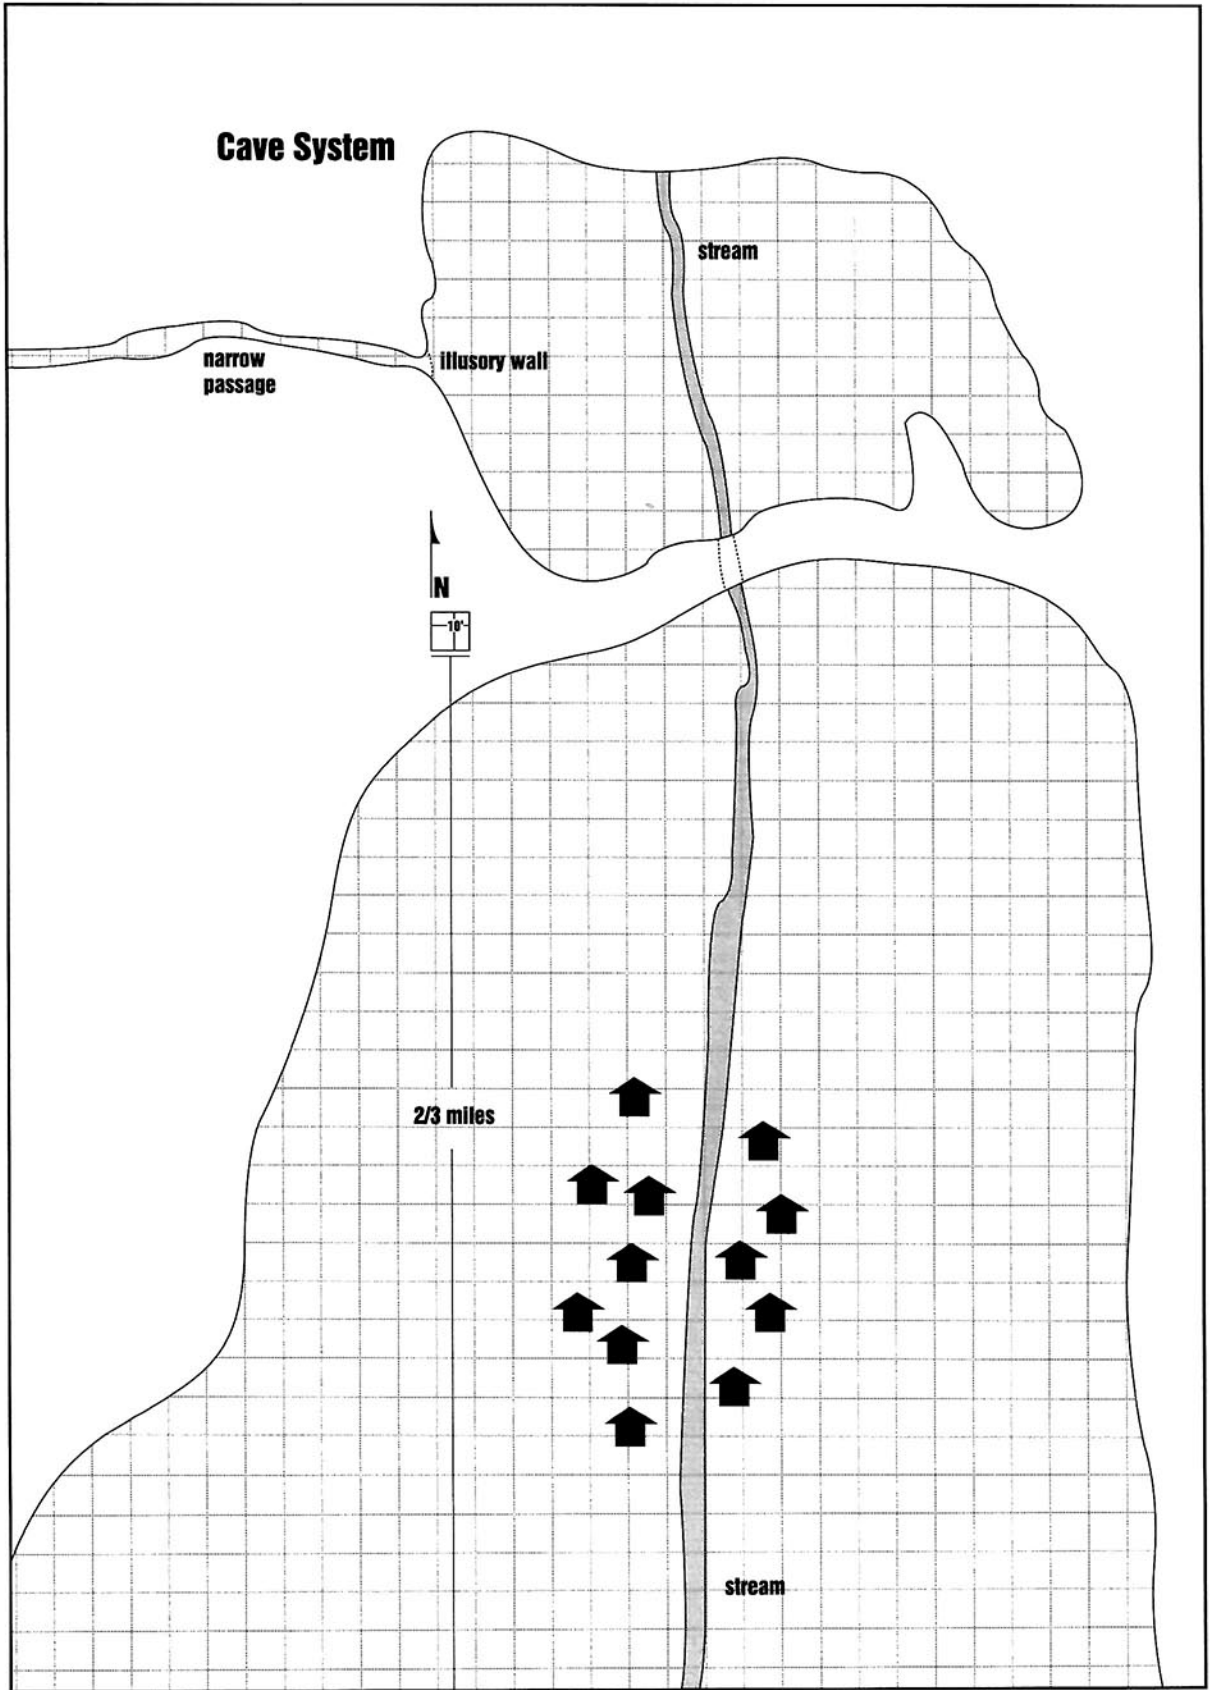 Cave System
stream
narrow
passage
illusory wall
N
10'
2/3 miles
stream